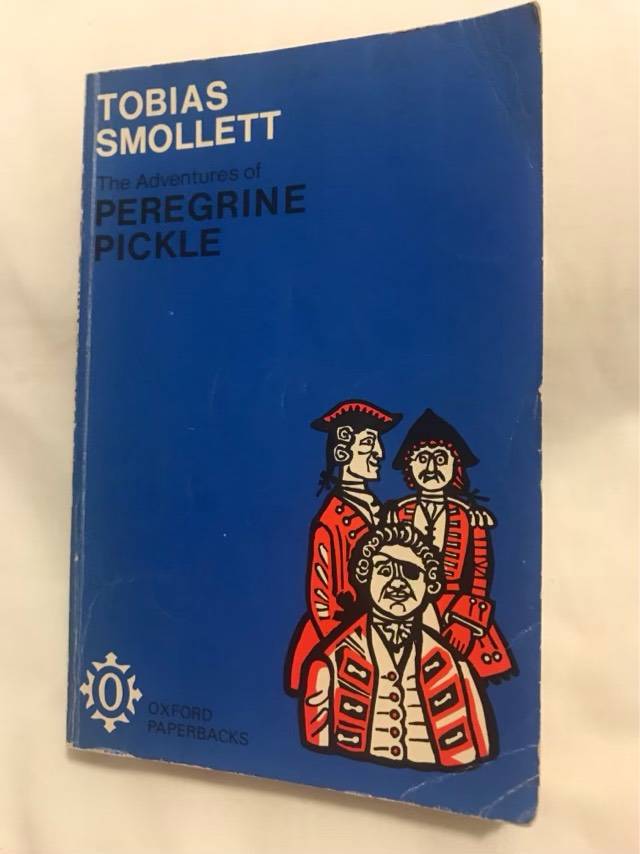 TOBIAS
SMOLLETT
The Adventures of
PEREGRINE
PICKLE
O
OXFORD
PAPERBACKS